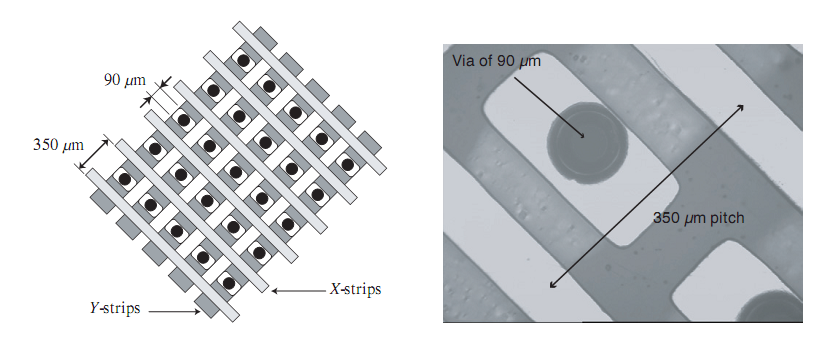 90 μm
350 μm
X-strips
Y-strips
Via of 90 μm
350 μm pitch